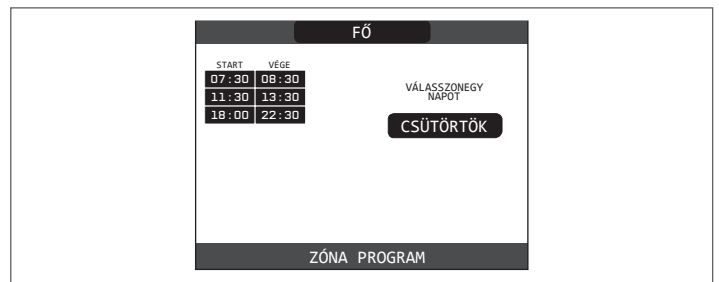 FŐ
START VÉGE
07:30 08:30
11:30 13:30
18:00 22:30
VÁLASSZONEGY
NAPOT
CSÜTÖRTÖK
ZÓNA PROGRAM